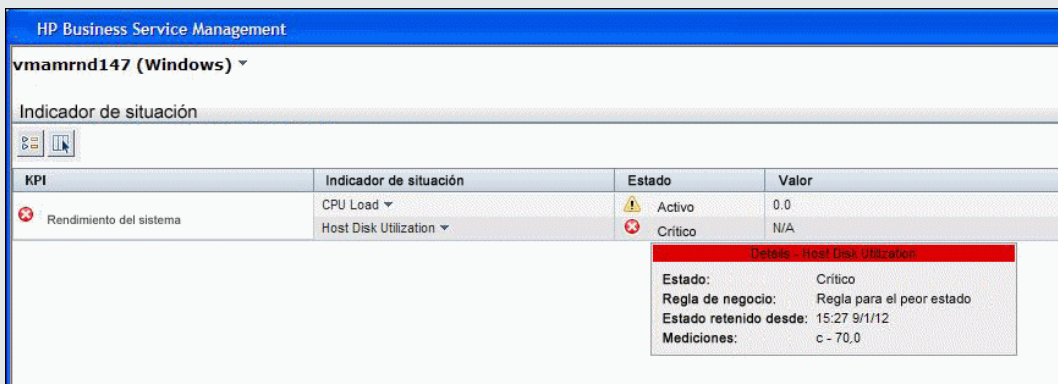 HP Business Service Management
vmamrnd147 (Windows)
Indicador de situación
KPI Indicador de situación Estado Valor
Rendimiento del sistema
CPU Load Activo 0.0
Host Disk Utilization Crítico N/A
Details - Host Disk Utilization
Estado: Crítico
Regla de negocio: Regla para el peor estado
Estado retenido desde: 15:27 9/1/12
Mediciones: c - 70,0